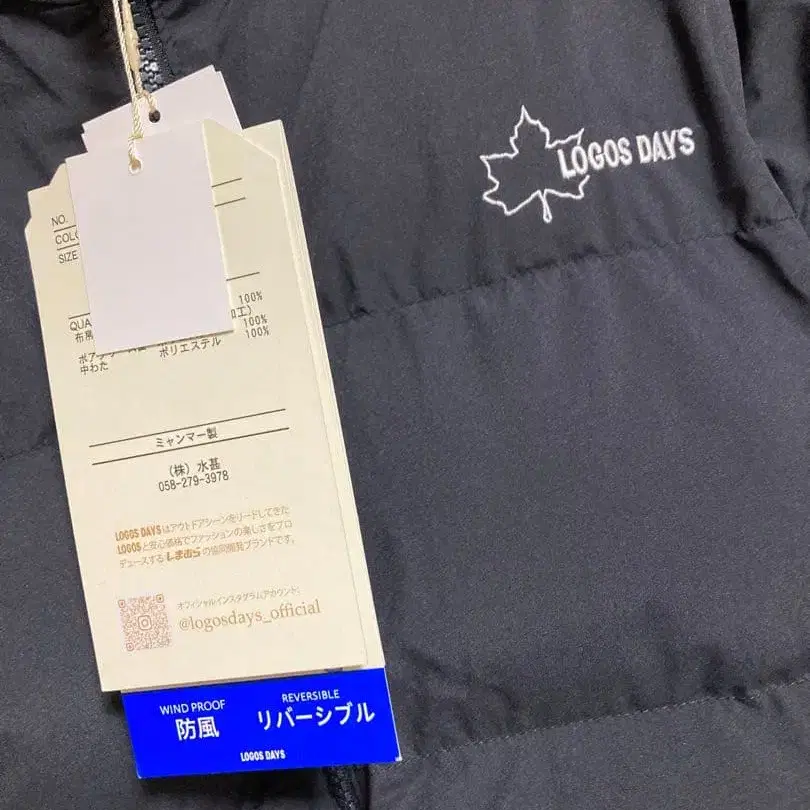 LOGOS DAYS
NO.
COLO
SIZE
100%
QUA
加工)
布帛
100%
ポリエステル 100%
中わた
ミャンマー製
(株) 水甚
058-279-3978
LOGOS DAYSはアウトドアシーンをリードしてきた
LOGOSと安心価格でファッションの楽しさをプロ
デュースするしまむらの協同開発ブランドです。
オフィシャルインスタグラムアカウント:
@logosdays_official
WIND PROOF
防風
REVERSIBLE
リバーシブル
LOGOS DAYS